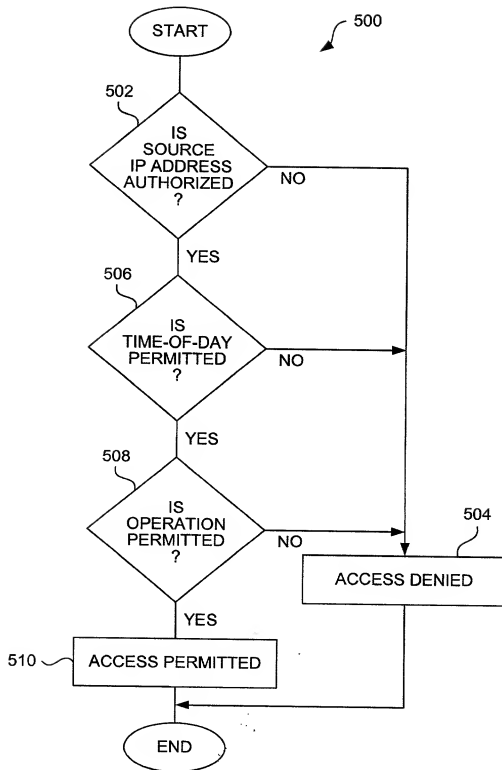 START
500
502
IS
SOURCE
IP ADDRESS
AUTHORIZED
?
NO
YES
506
IS
TIME-OF-DAY
PERMITTED
?
NO
YES
508
IS
OPERATION
PERMITTED
?
NO
504
ACCESS DENIED
YES
510
ACCESS PERMITTED
END